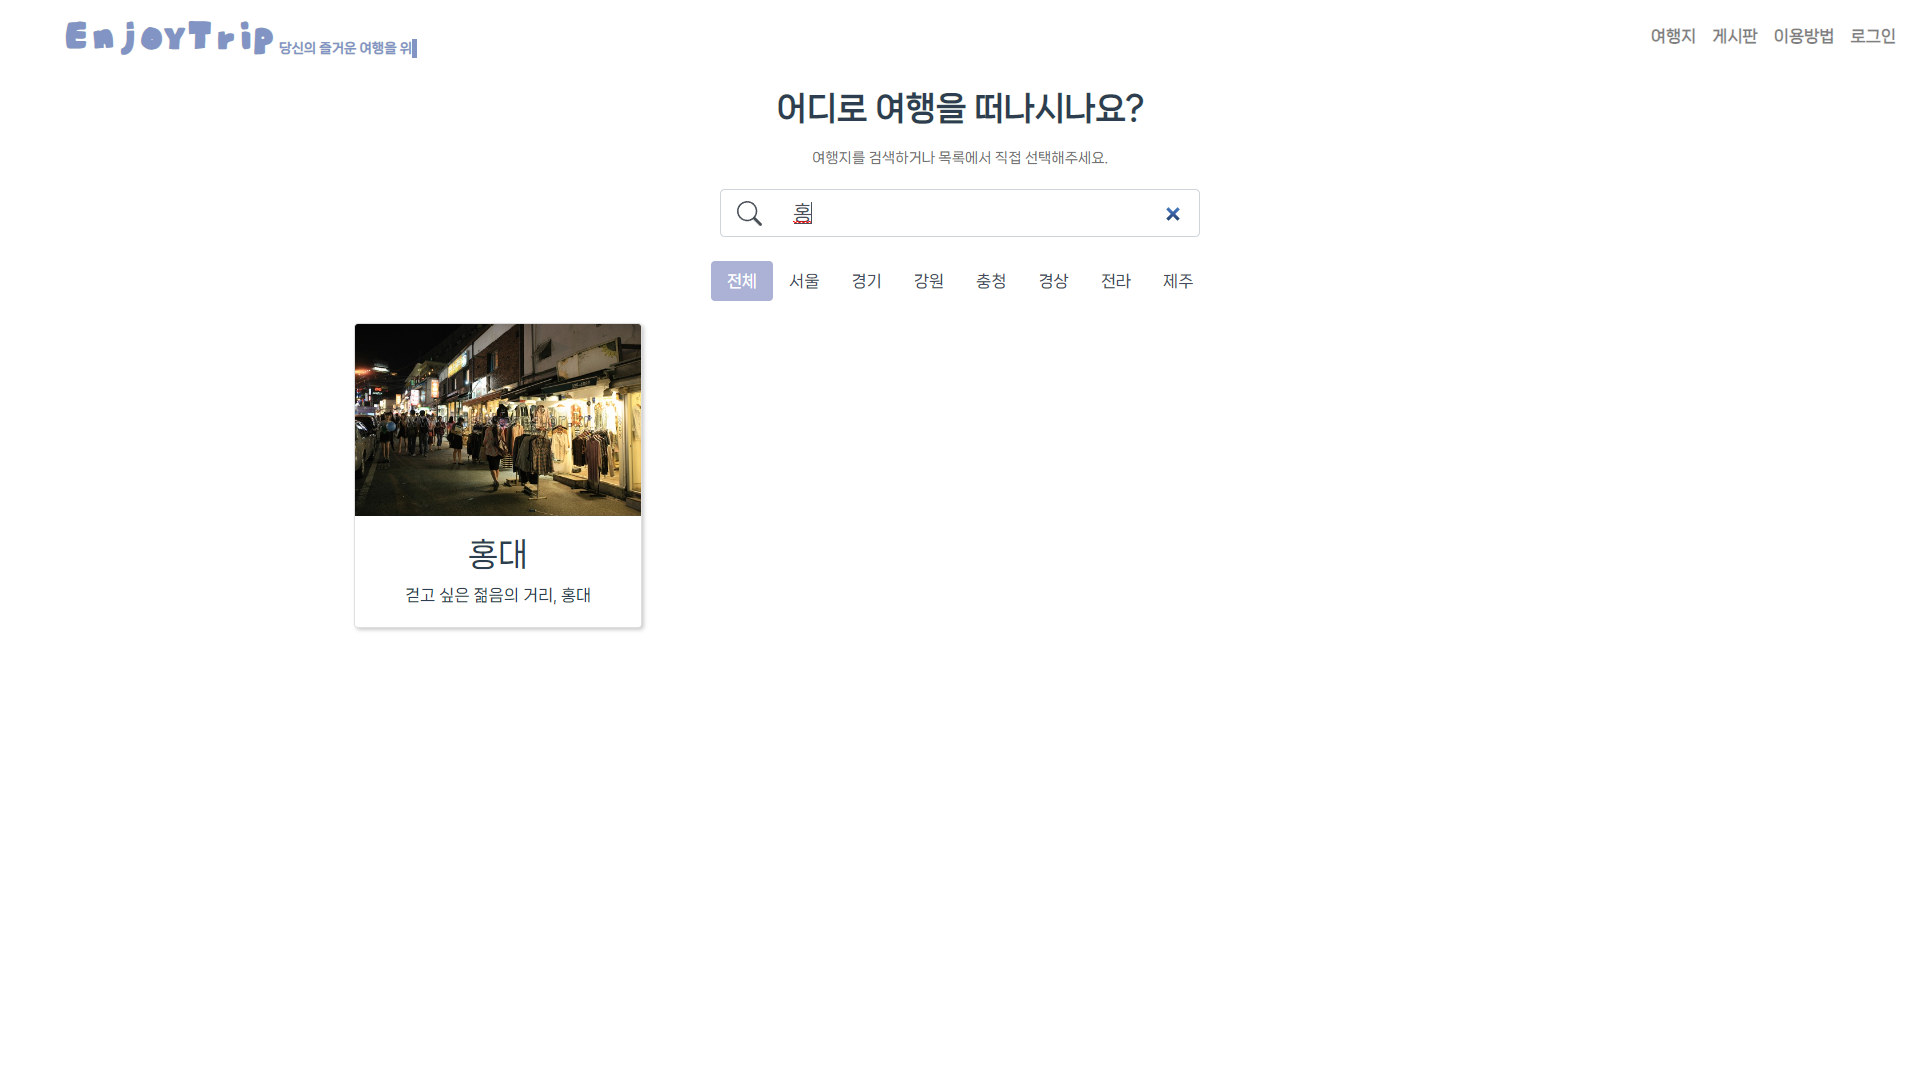 EnjoyTrip 당신의 즐거운 여행을 위
여행지 게시판 이용방법 로그인
어디로 여행을 떠나시나요?
여행지를 검색하거나 목록에서 직접 선택해주세요.
홍
전체 서울 경기 강원 충청 경상 전라 제주
홍대
걷고 싶은 젊음의 거리, 홍대